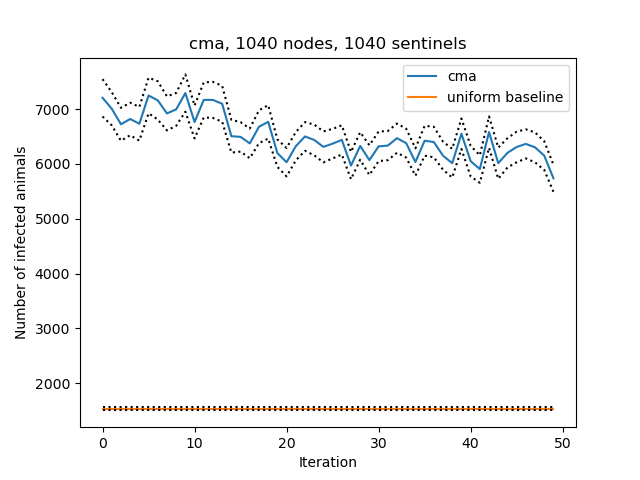 cma, 1040 nodes, 1040 sentinels
cma
uniform baseline
Number of infected animals
7000
6000
5000
4000
3000
2000
0 10 20 30 40 50
Iteration